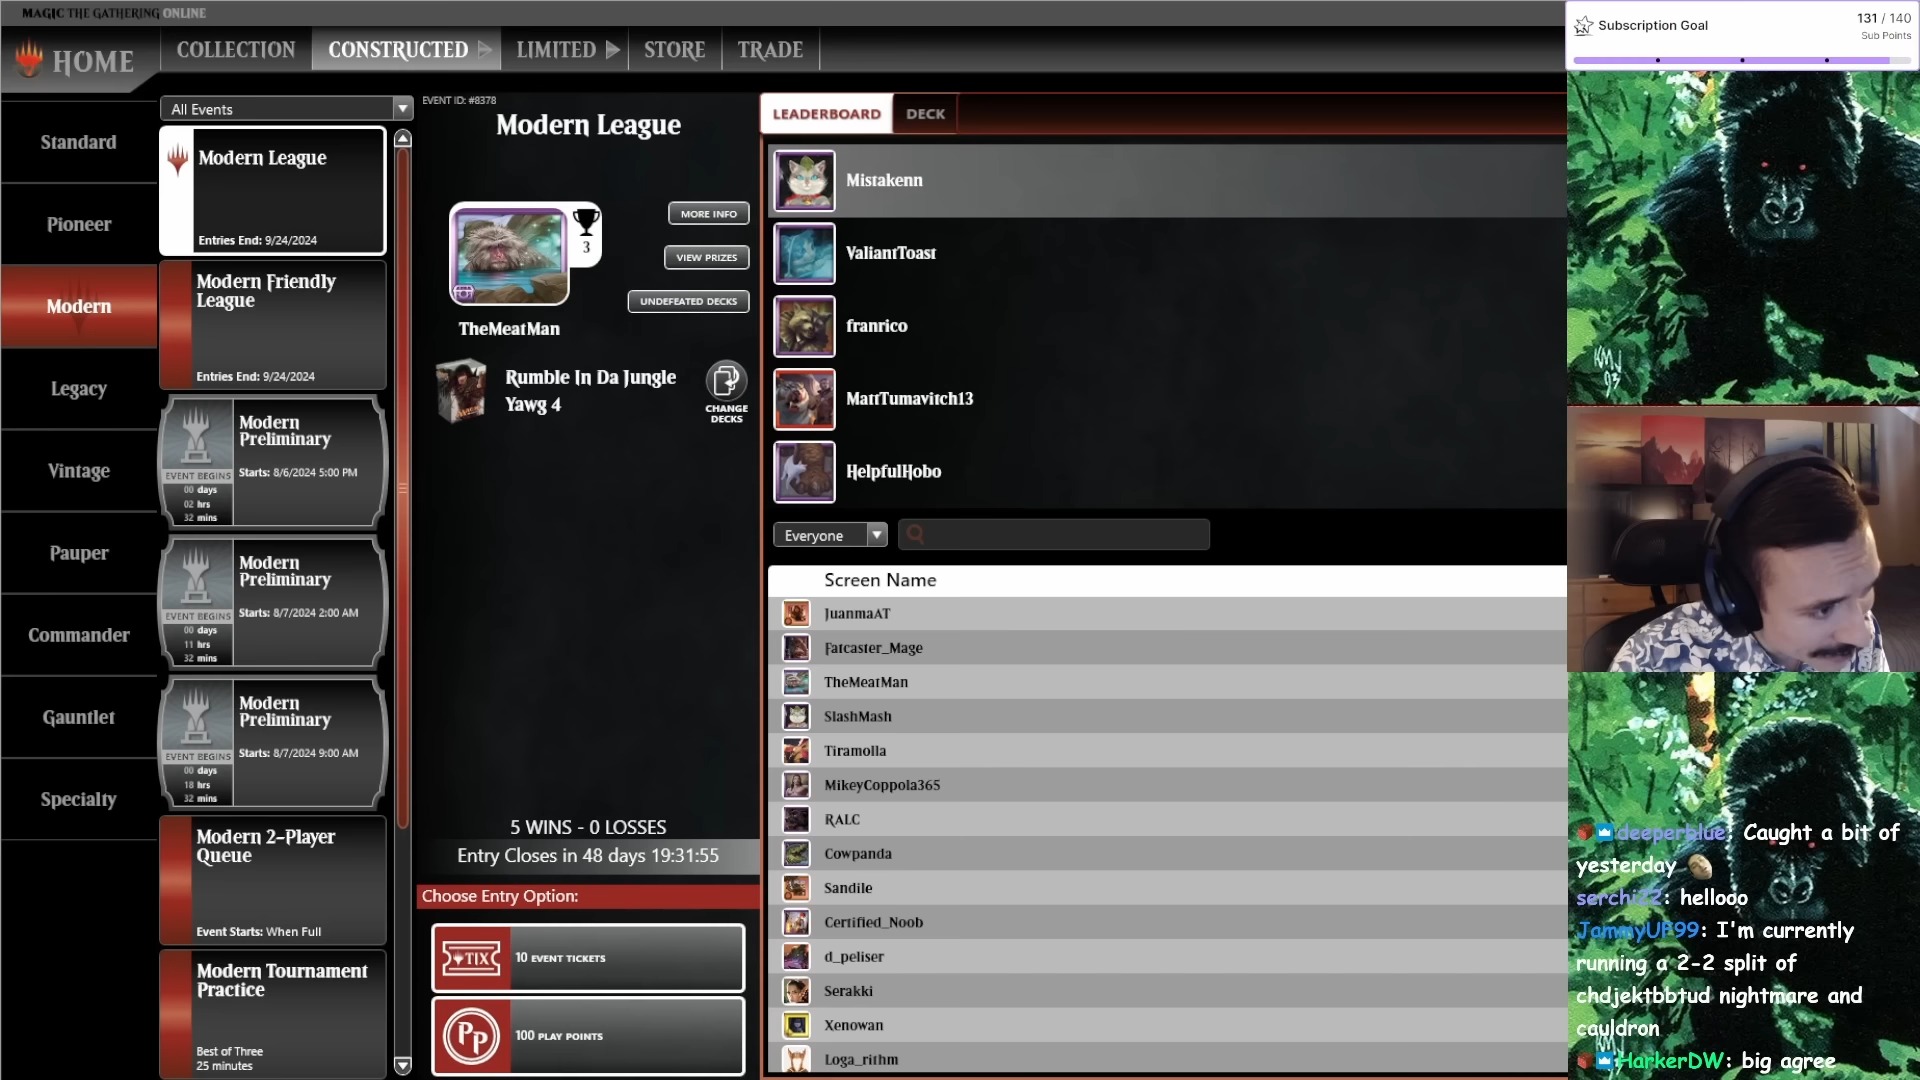 MAGIC THE GATHERING ONLINE
HOME
COLLECTION
CONSTRUCTED
LIMITED
STORE
TRADE
Standard
Pioneer
Modern
Legacy
Vintage
Pauper
Commander
Gauntlet
Specialty
All Events
Modern League
Entries End: 9/24/2024
Modern Friendly
League
Entries End: 9/24/2024
Modern
Preliminary
Starts: 8/6/2024 5:00 PM
EVENT BEGINS
00 days
02 hrs
32 mins
Modern
Preliminary
Starts: 8/7/2024 2:00 AM
EVENT BEGINS
00 days
11 hrs
32 mins
Modern
Preliminary
Starts: 8/7/2024 9:00 AM
EVENT BEGINS
00 days
18 hrs
32 mins
Modern 2-Player
Queue
Event Starts: When Full
Modern Tournament
Practice
Best of Three
25 minutes
EVENT ID: #8378
Modern League
3
MORE INFO
VIEW PRIZES
UNDEFEATED DECKS
TheMeatMan
Rumble In Da Jungle
Yawg 4
CHANGE
DECKS
5 WINS - 0 LOSSES
Entry Closes in 48 days 19:31:55
Choose Entry Option:
TIX
10 EVENT TICKETS
PP
100 PLAY POINTS
LEADERBOARD
DECK
Mistakenn
ValiantToast
franrico
MattTumavitch13
HelpfulHobo
Everyone
Screen Name
JuanmaAT
Fatcaster_Mage
TheMeatMan
SlashMash
Tiramolla
MikeyCoppola365
RALC
Cowpanda
Sandile
Certified_Noob
d_peliser
Serakki
Xenowan
Loga_rithm
Subscription Goal
131 / 140
Sub Points
KMJ
93
deeperblue: Caught a bit of
yesterday
serchi22: hellooo
JammyUF99: I'm currently
running a 2-2 split of
chdjektbbtud nightmare and
cauldron
HarkerDW: big agree